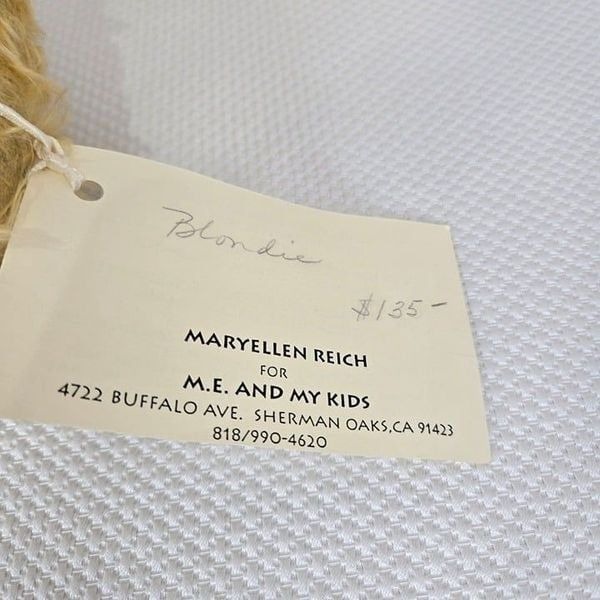 Blondie
$135-
MARYELLEN REICH
FOR
M.E. AND MY KIDS
4722 BUFFALO AVE. SHERMAN OAKS,CA 91423
818/990-4620